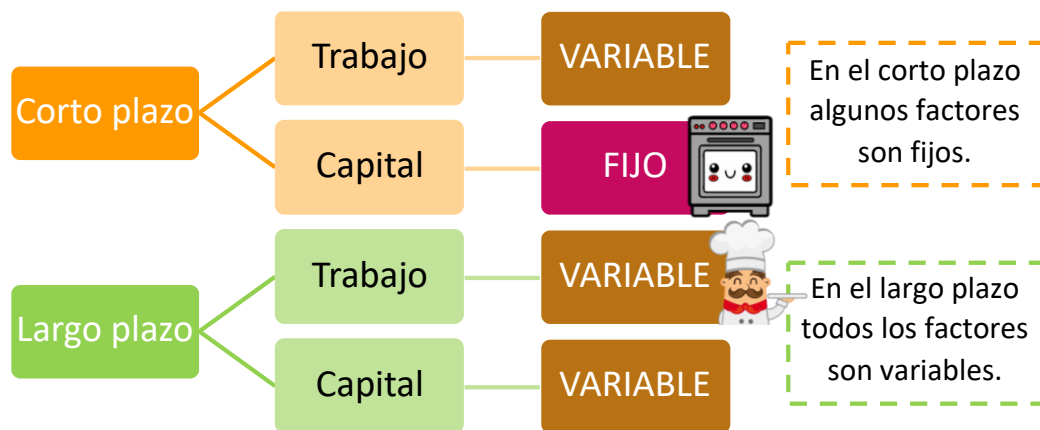 Corto plazo
Trabajo
VARIABLE
Capital
FIJO
En el corto plazo
algunos factores
son fijos.
Largo plazo
Trabajo
VARIABLE
Capital
VARIABLE
En el largo plazo
todos los factores
son variables.